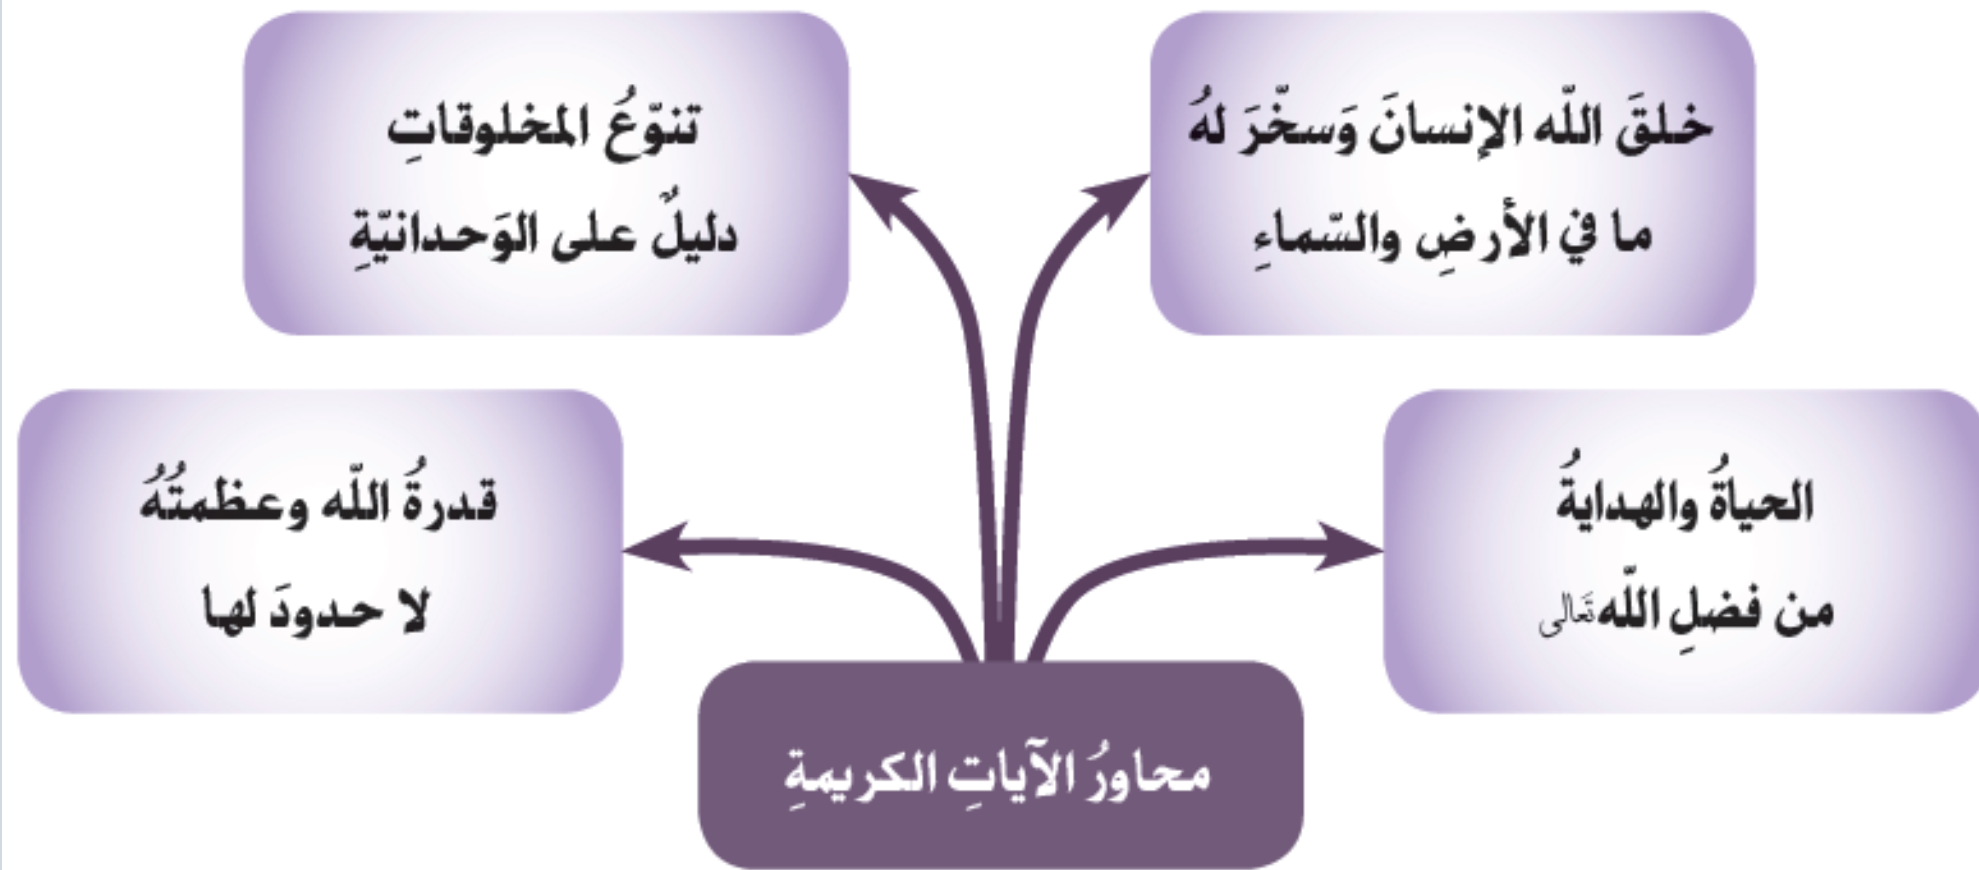 خلقَ اللّه الإنسانَ وَسخّرَ لهُ
ما في الأرضِ والسّماءِ
تنوّعُ المخلوقاتِ
دليلٌ على الوَحدانيّةِ
الحياةُ والهدايةُ
من فضلِ اللّه تَعَالى
قدرةُ اللّه وعظمتُهُ
لا حدودَ لها
محاورُ الآياتِ الكريمةِ